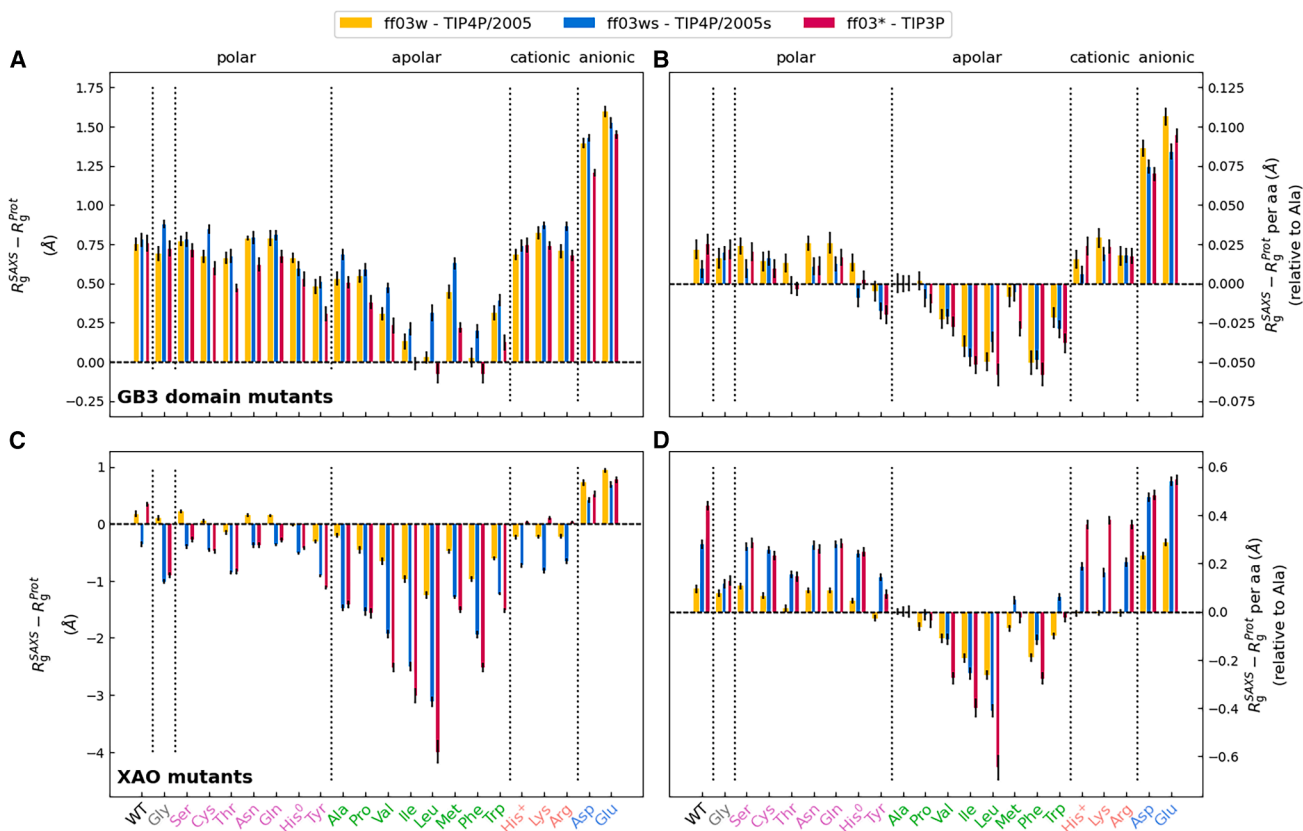 ff03w - TIP4P/2005 ff03ws - TIP4P/2005s ff03* - TIP3P
A polar apolar cationic anionic
1.75
1.50
1.25
1.00
0.75
0.50
0.25
0.00
−0.25
R_g^SAXS − R_g^Prot
(Å)
GB3 domain mutants
B polar apolar cationic anionic
0.125
0.100
0.075
0.050
0.025
0.000
−0.025
−0.050
−0.075
R_g^SAXS − R_g^Prot per aa (Å)
(relative to Ala)
C
1
0
−1
−2
−3
−4
R_g^SAXS − R_g^Prot
(Å)
XAO mutants
WT Gly Ser Cys Thr Asn Gln His⁰ Tyr Ala Pro Val Ile Leu Met Phe Trp His⁺ Lys Arg Asp Glu
D
0.6
0.4
0.2
0.0
−0.2
−0.4
−0.6
R_g^SAXS − R_g^Prot per aa (Å)
(relative to Ala)
WT Gly Ser Cys Thr Asn Gln His⁰ Tyr Ala Pro Val Ile Leu Met Phe Trp His⁺ Lys Arg Asp Glu